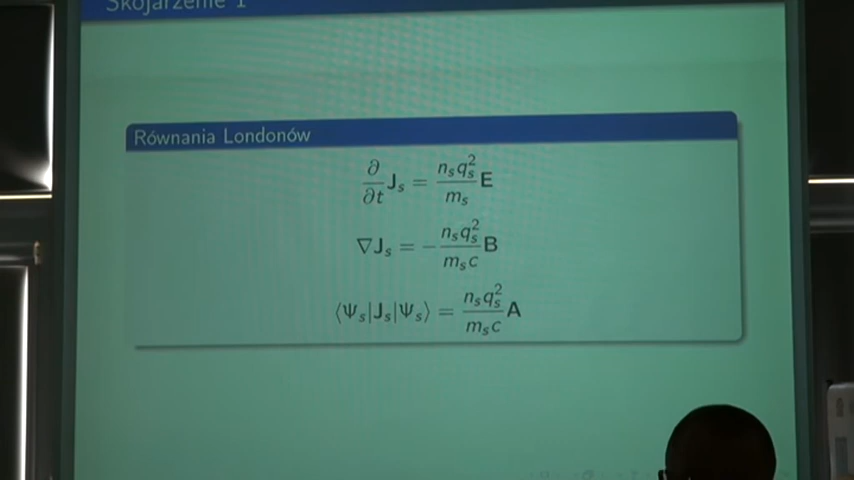 Skojarzenie 1
Równania Londonów
∂/∂t J_s = n_s q_s^2 / m_s E
∇J_s = − n_s q_s^2 / m_s c B
⟨Ψ_s|J_s|Ψ_s⟩ = n_s q_s^2 / m_s c A